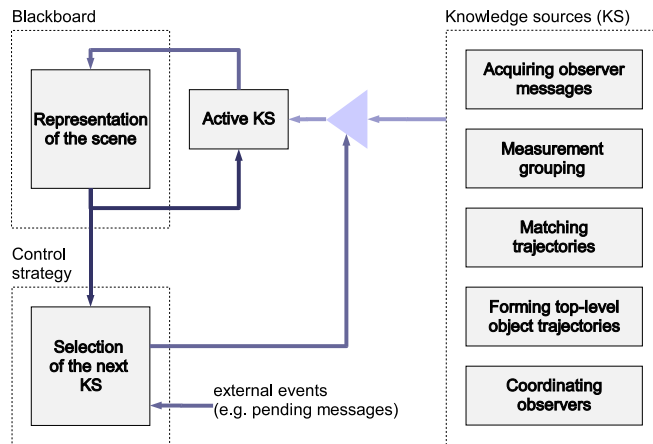 Blackboard
Knowledge sources (KS)
Representation
of the scene
Active KS
Acquiring observer
messages
Measurement
grouping
Matching
trajectories
Forming top-level
object trajectories
Coordinating
observers
Control
strategy
Selection
of the next
KS
external events
(e.g. pending messages)